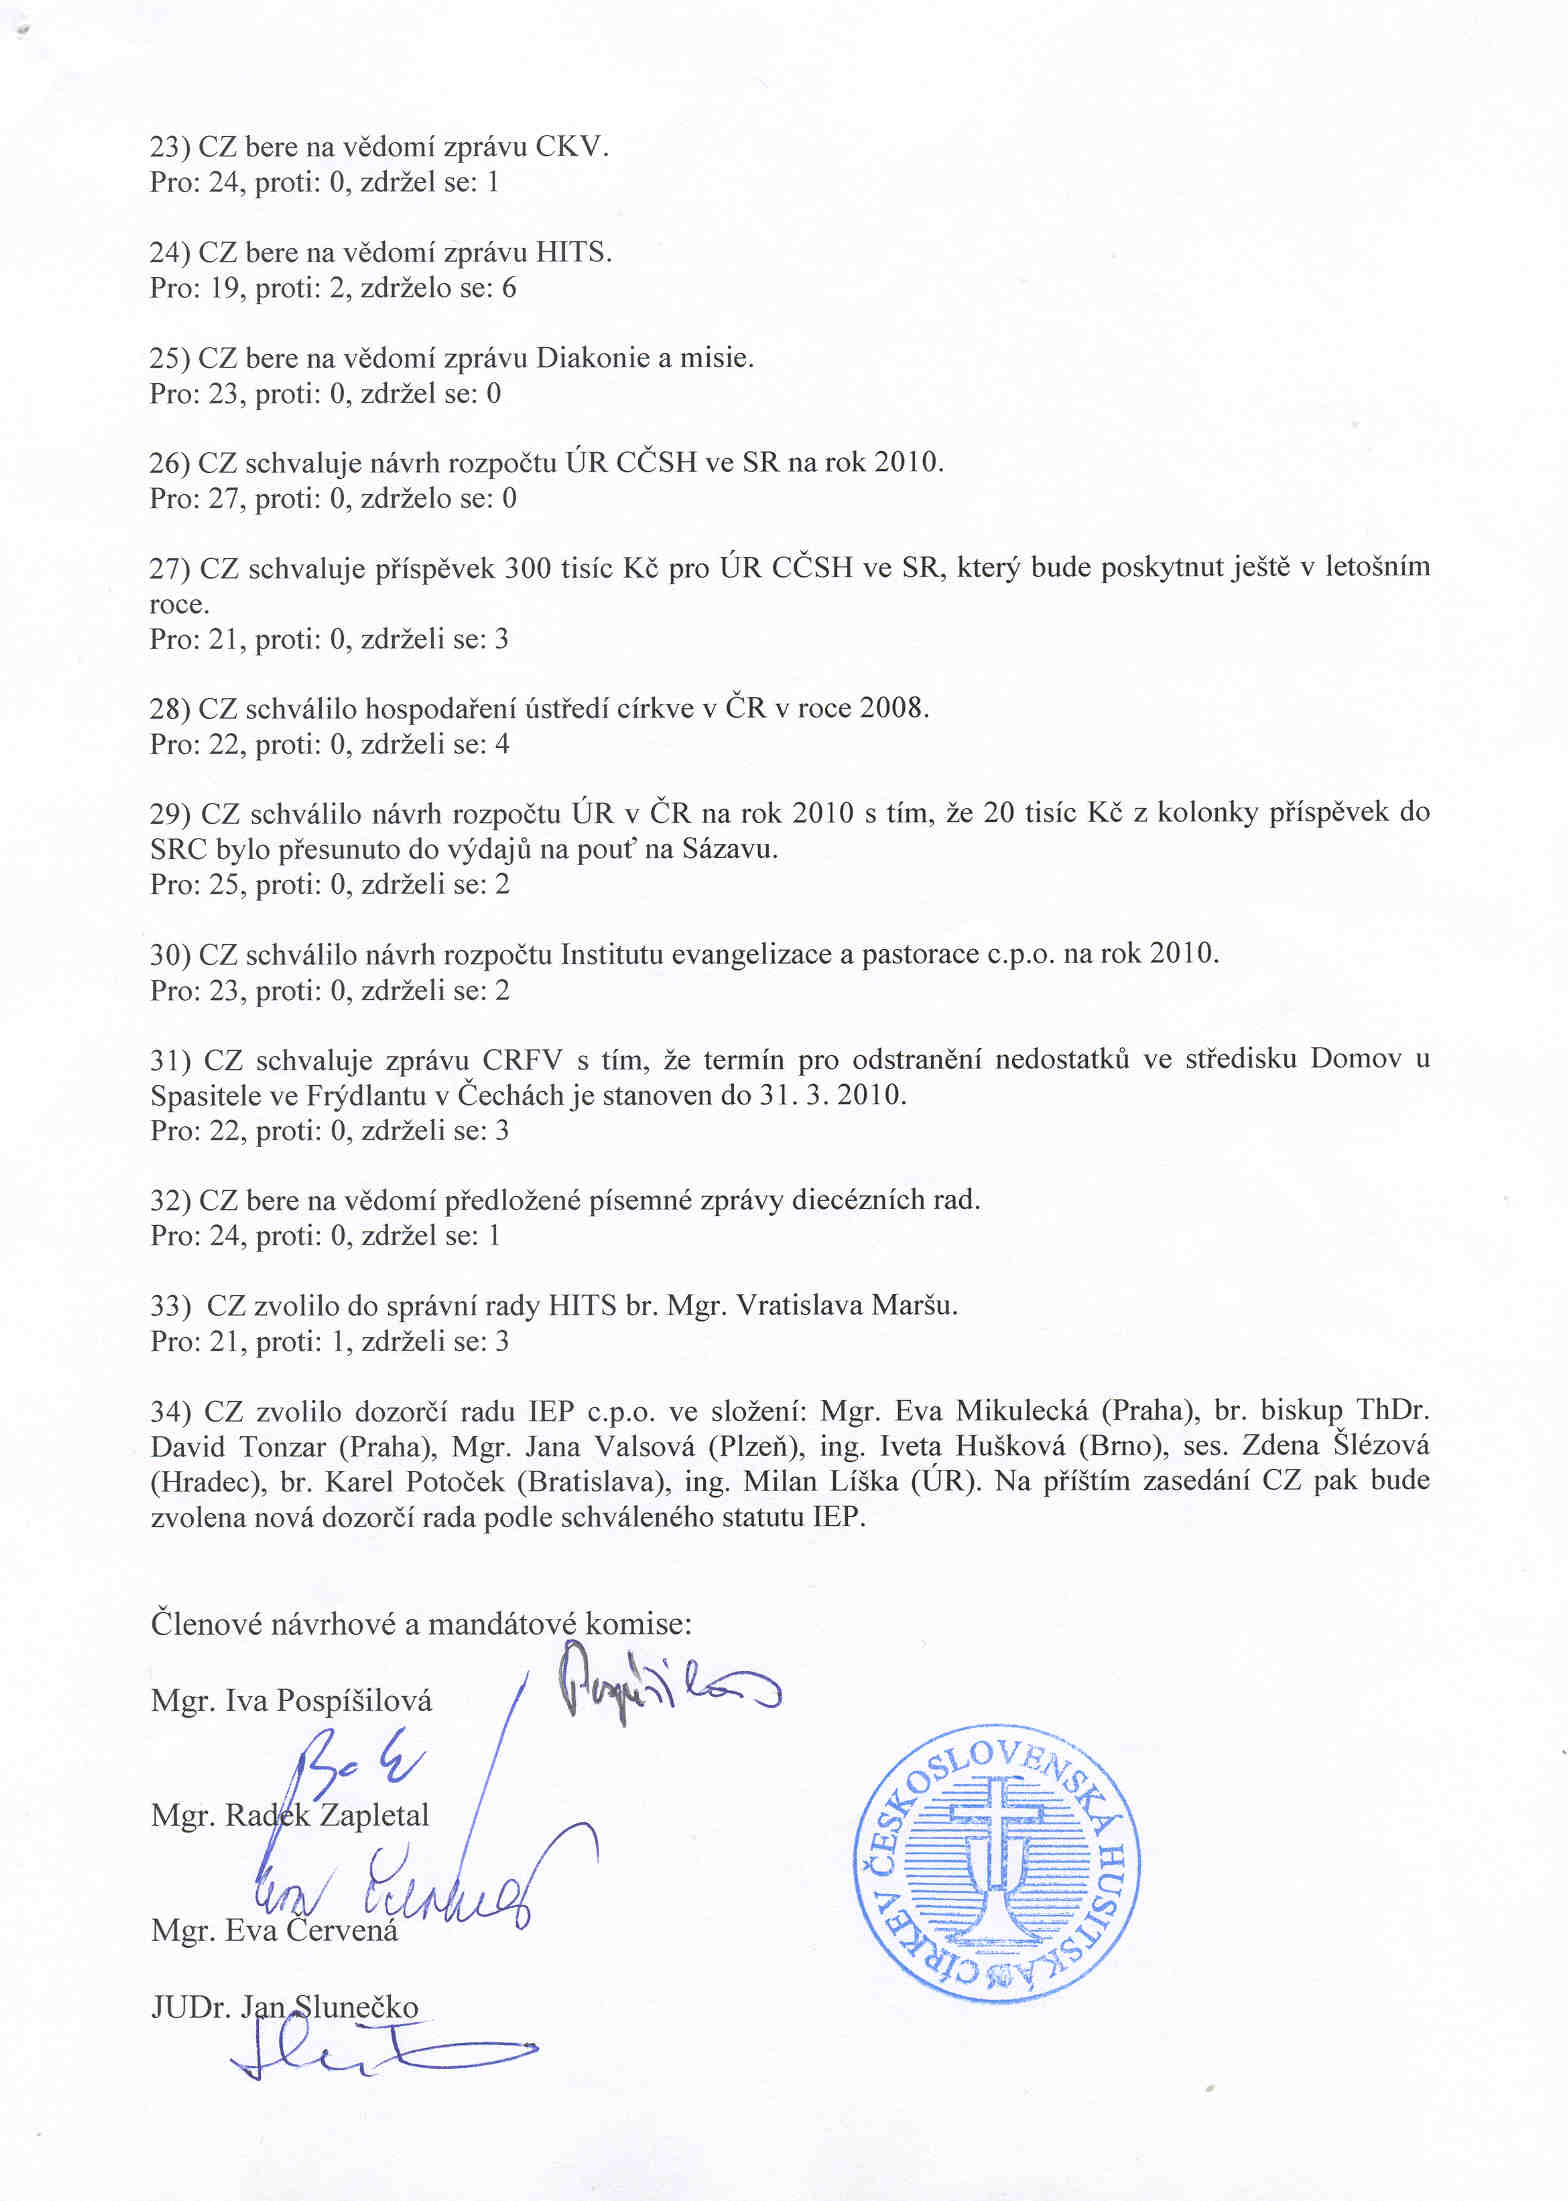 23) CZ bere na vědomí zprávu CKV.
Pro: 24, proti: 0, zdržel se: 1
24) CZ bere na vědomí zprávu HITS.
Pro: 19, proti: 2, zdrželo se: 6
25) CZ bere na vědomí zprávu Diakonie a misie.
Pro: 23, proti: 0, zdržel se: 0
26) CZ schvaluje návrh rozpočtu ÚR CČSH ve SR na rok 2010.
Pro: 27, proti: 0, zdrželo se: 0
27) CZ schvaluje příspěvek 300 tisíc Kč pro ÚR CČSH ve SR, který bude poskytnut ještě v letošním
roce.
Pro: 21, proti: 0, zdrželi se: 3
28) CZ schválilo hospodaření ústředí církve v ČR v roce 2008.
Pro: 22, proti: 0, zdrželi se: 4
29) CZ schválilo návrh rozpočtu ÚR v ČR na rok 2010 s tím, že 20 tisíc Kč z kolonky příspěvek do
SRC bylo přesunuto do výdajů na pouť na Sázavu.
Pro: 25, proti: 0, zdrželi se: 2
30) CZ schválilo návrh rozpočtu Institutu evangelizace a pastorace c.p.o. na rok 2010.
Pro: 23, proti: 0, zdrželi se: 2
31) CZ schvaluje zprávu CRFV s tím, že termín pro odstranění nedostatků ve středisku Domov u
Spasitele ve Frýdlantu v Čechách je stanoven do 31. 3. 2010.
Pro: 22, proti: 0, zdrželi se: 3
32) CZ bere na vědomí předložené písemné zprávy diecézních rad.
Pro: 24, proti: 0, zdržel se: 1
33) CZ zvolilo do správní rady HITS br. Mgr. Vratislava Maršu.
Pro: 21, proti: 1, zdrželi se: 3
34) CZ zvolilo dozorčí radu IEP c.p.o. ve složení: Mgr. Eva Mikulecká (Praha), br. biskup ThDr.
David Tonzar (Praha), Mgr. Jana Valsová (Plzeň), ing. Iveta Hušková (Brno), ses. Zdena Šlézová
(Hradec), br. Karel Potoček (Bratislava), ing. Milan Líška (ÚR). Na příštím zasedání CZ pak bude
zvolena nová dozorčí rada podle schváleného statutu IEP.
Členové návrhové a mandátové komise:
Mgr. Iva Pospíšilová
Mgr. Radek Zapletal
Mgr. Eva Červená
JUDr. Jan Slunečko
CÍRKEV ČESKOSLOVENSKÁ HUSITSKÁ